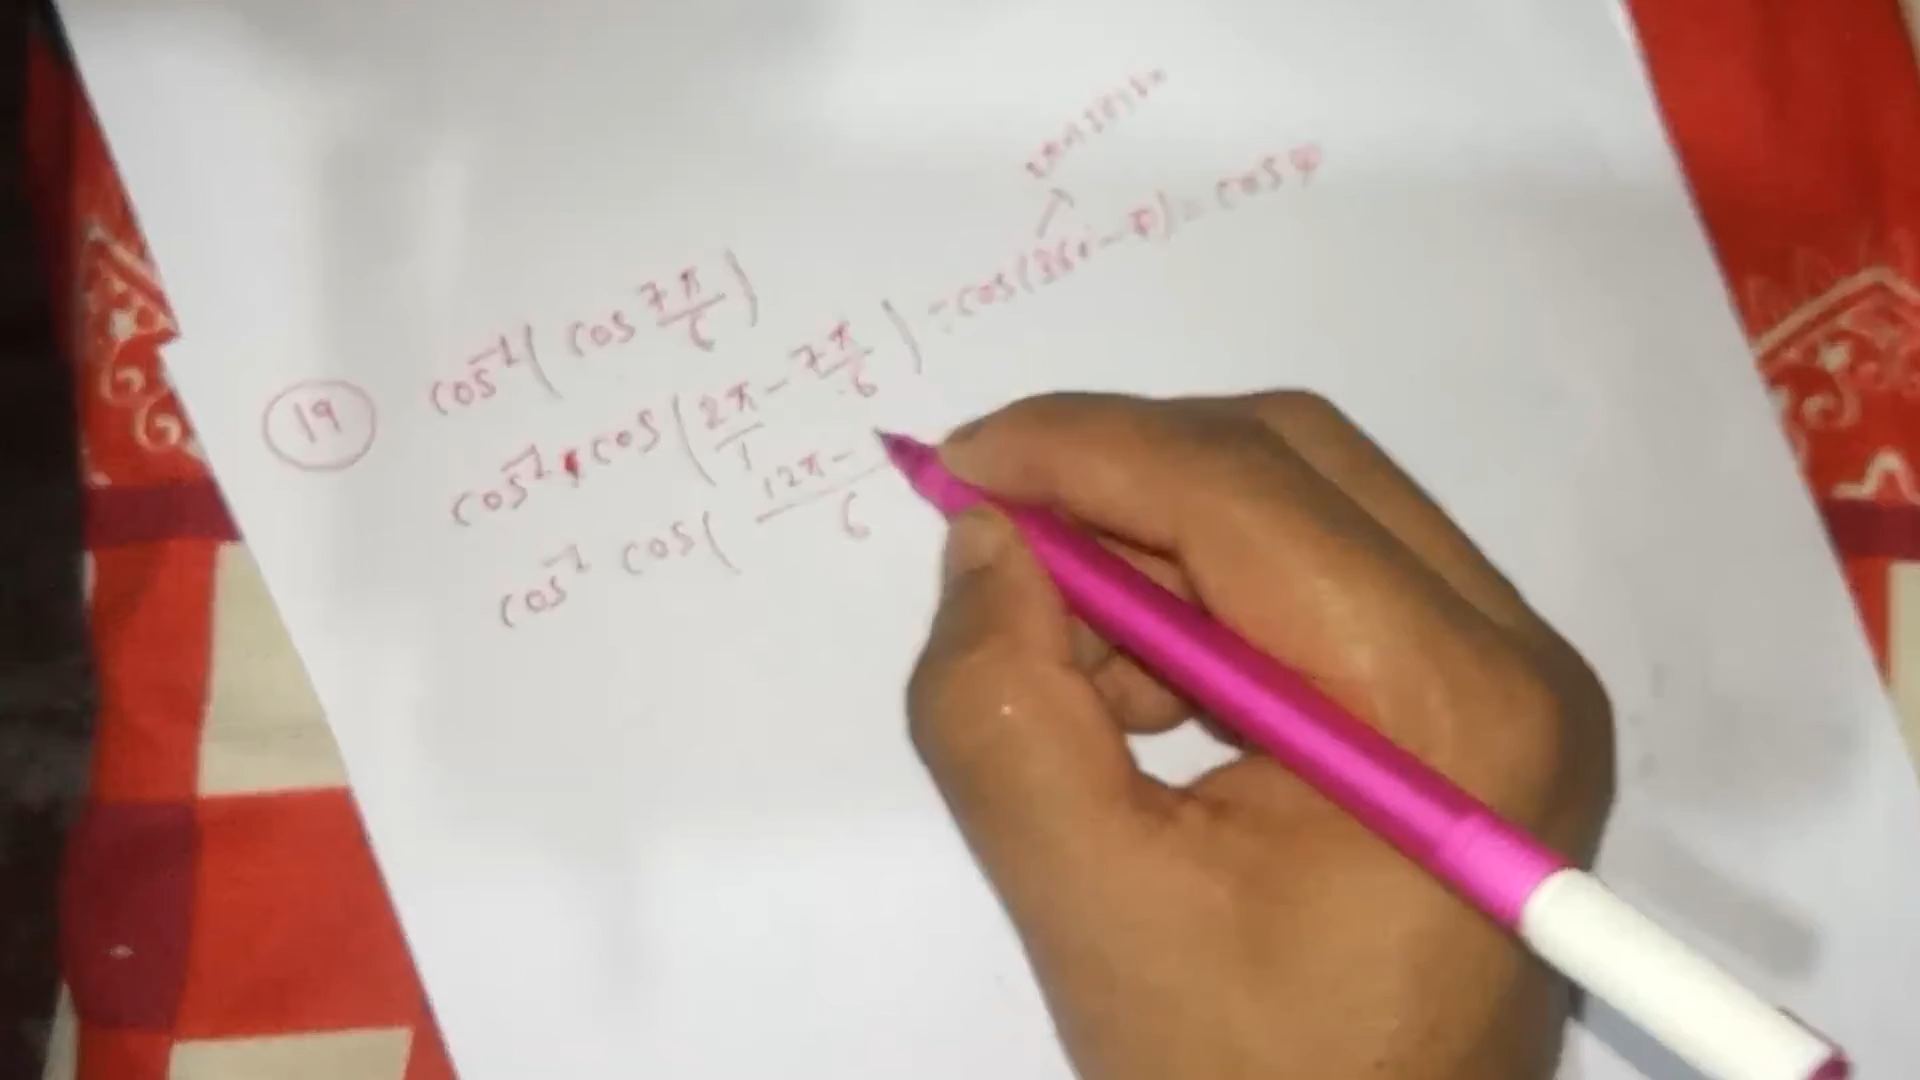 19 cos⁻¹( cos 7π/6 )
cos⁻¹ cos ( 2π/1 − 7π/6 ) = cos(360 − θ) = cos θ
cos⁻¹ cos( 12π − / 6